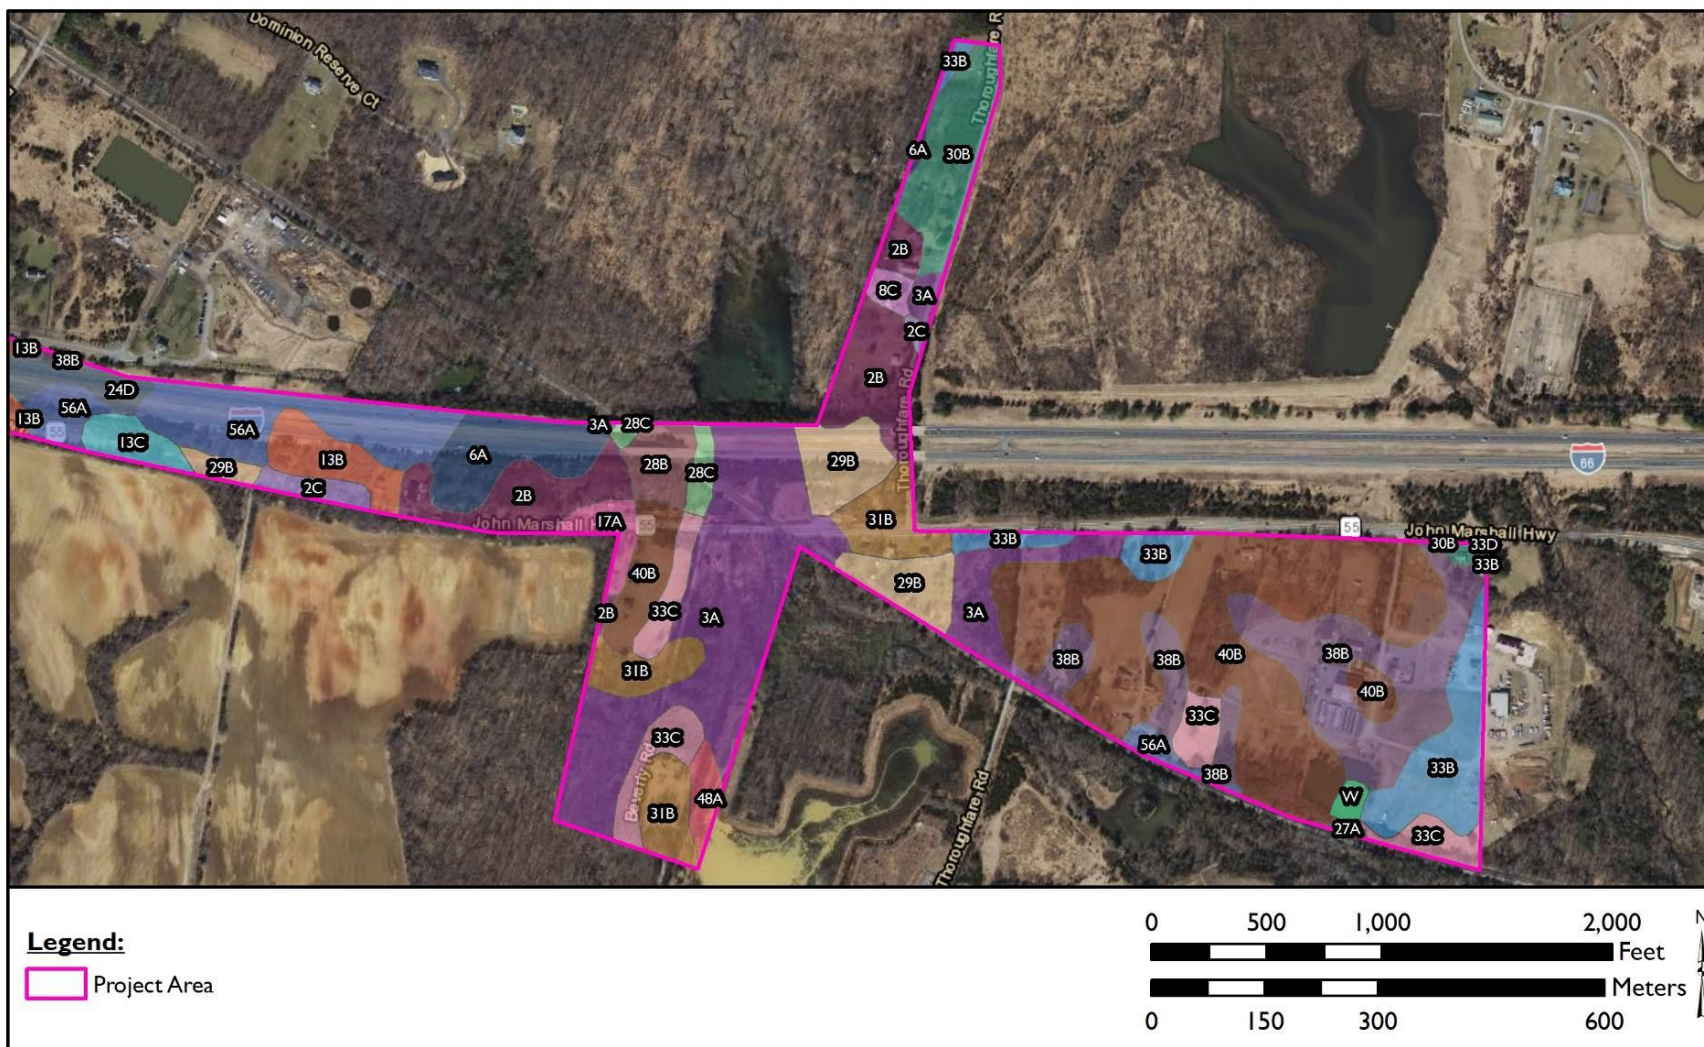 Dominion Reserve Ct
Thoroughfare R
33B
6A
30B
2B
8C
3A
2C
2B
Thoroughfare Rd
13B
38B
24D
56A
13B
55
13C
56A
29B
13B
2C
6A
2B
3A
28C
28B
28C
29B
66
17A
John Marshall H
55
31B
33B
33B
55
John Marshall Hwy
30B
33D
33B
40B
29B
2B
33C
3A
3A
38B
38B
40B
38B
31B
40B
33C
33C
56A
38B
33B
Beverly Rd
48A
31B
W
27A
33C
Thoroughfare Rd
Legend:
Project Area
0 500 1,000 2,000
Feet
Meters
0 150 300 600
N